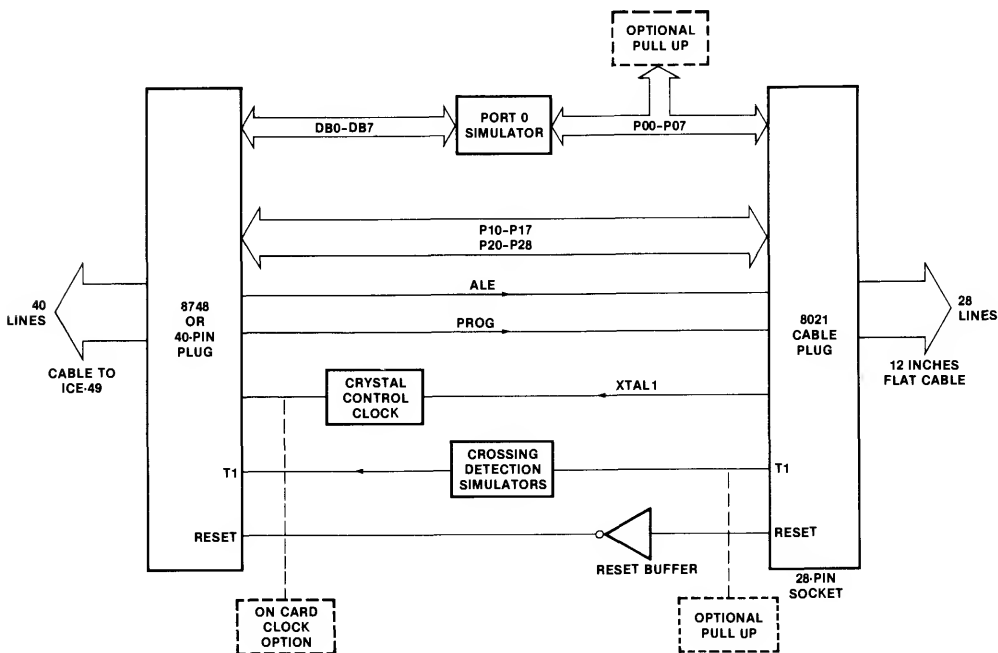 OPTIONAL
PULL UP
DB0-DB7
PORT 0
SIMULATOR
P00-P07
P10-P17
P20-P28
40
LINES
CABLE TO
ICE-49
8748
OR
40-PIN
PLUG
ALE
PROG
8021
CABLE
PLUG
28
LINES
12 INCHES
FLAT CABLE
CRYSTAL
CONTROL
CLOCK
XTAL1
T1
CROSSING
DETECTION
SIMULATORS
T1
RESET
RESET BUFFER
RESET
28-PIN
SOCKET
ON CARD
CLOCK
OPTION
OPTIONAL
PULL UP